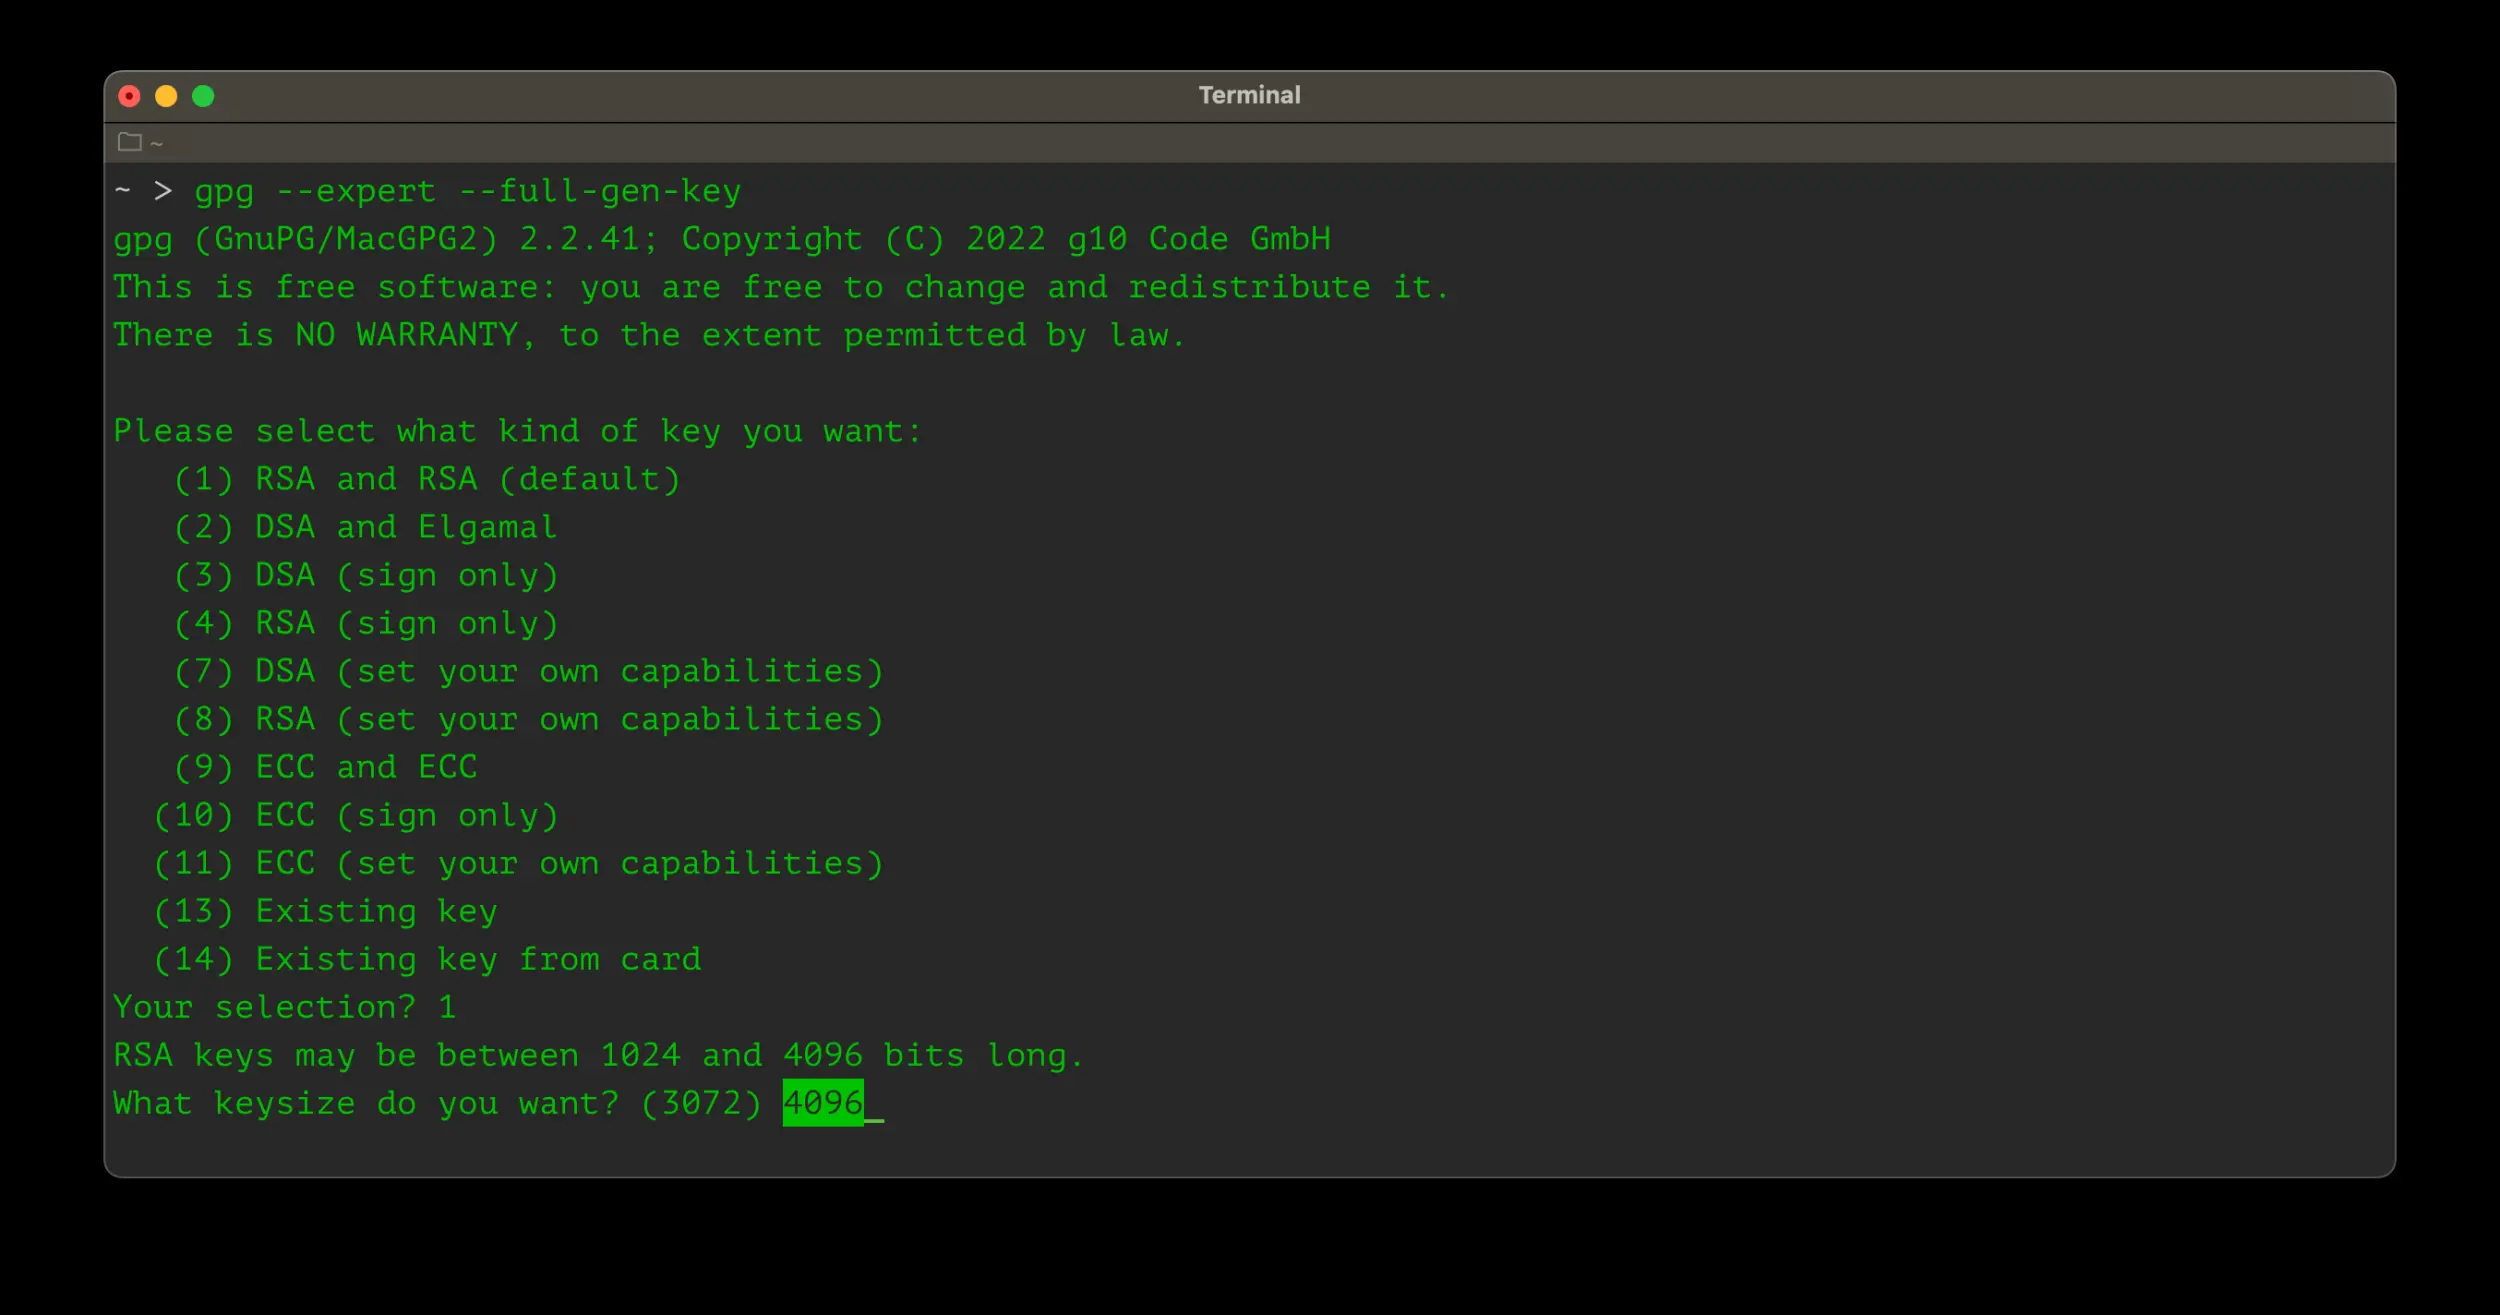 Terminal
~
~ > gpg --expert --full-gen-key
gpg (GnuPG/MacGPG2) 2.2.41; Copyright (C) 2022 g10 Code GmbH
This is free software: you are free to change and redistribute it.
There is NO WARRANTY, to the extent permitted by law.
Please select what kind of key you want:
(1) RSA and RSA (default)
(2) DSA and Elgamal
(3) DSA (sign only)
(4) RSA (sign only)
(7) DSA (set your own capabilities)
(8) RSA (set your own capabilities)
(9) ECC and ECC
(10) ECC (sign only)
(11) ECC (set your own capabilities)
(13) Existing key
(14) Existing key from card
Your selection? 1
RSA keys may be between 1024 and 4096 bits long.
What keysize do you want? (3072) 4096_